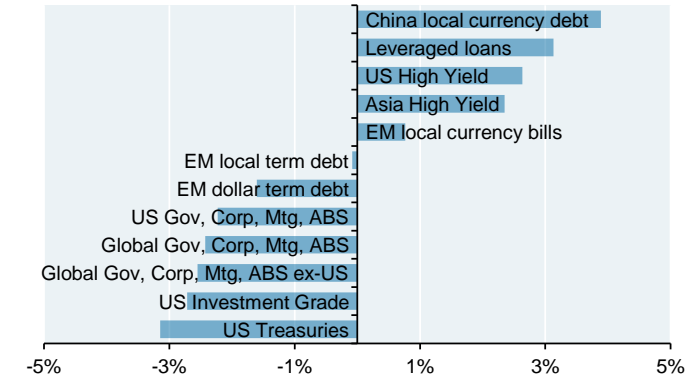 China local currency debt
Leveraged loans
US High Yield
Asia High Yield
EM local currency bills
EM local term debt
EM dollar term debt
US Gov, Corp, Mtg, ABS
Global Gov, Corp, Mtg, ABS
Global Gov, Corp, Mtg, ABS ex-US
US Investment Grade
US Treasuries
-5% -3% -1% 1% 3% 5%